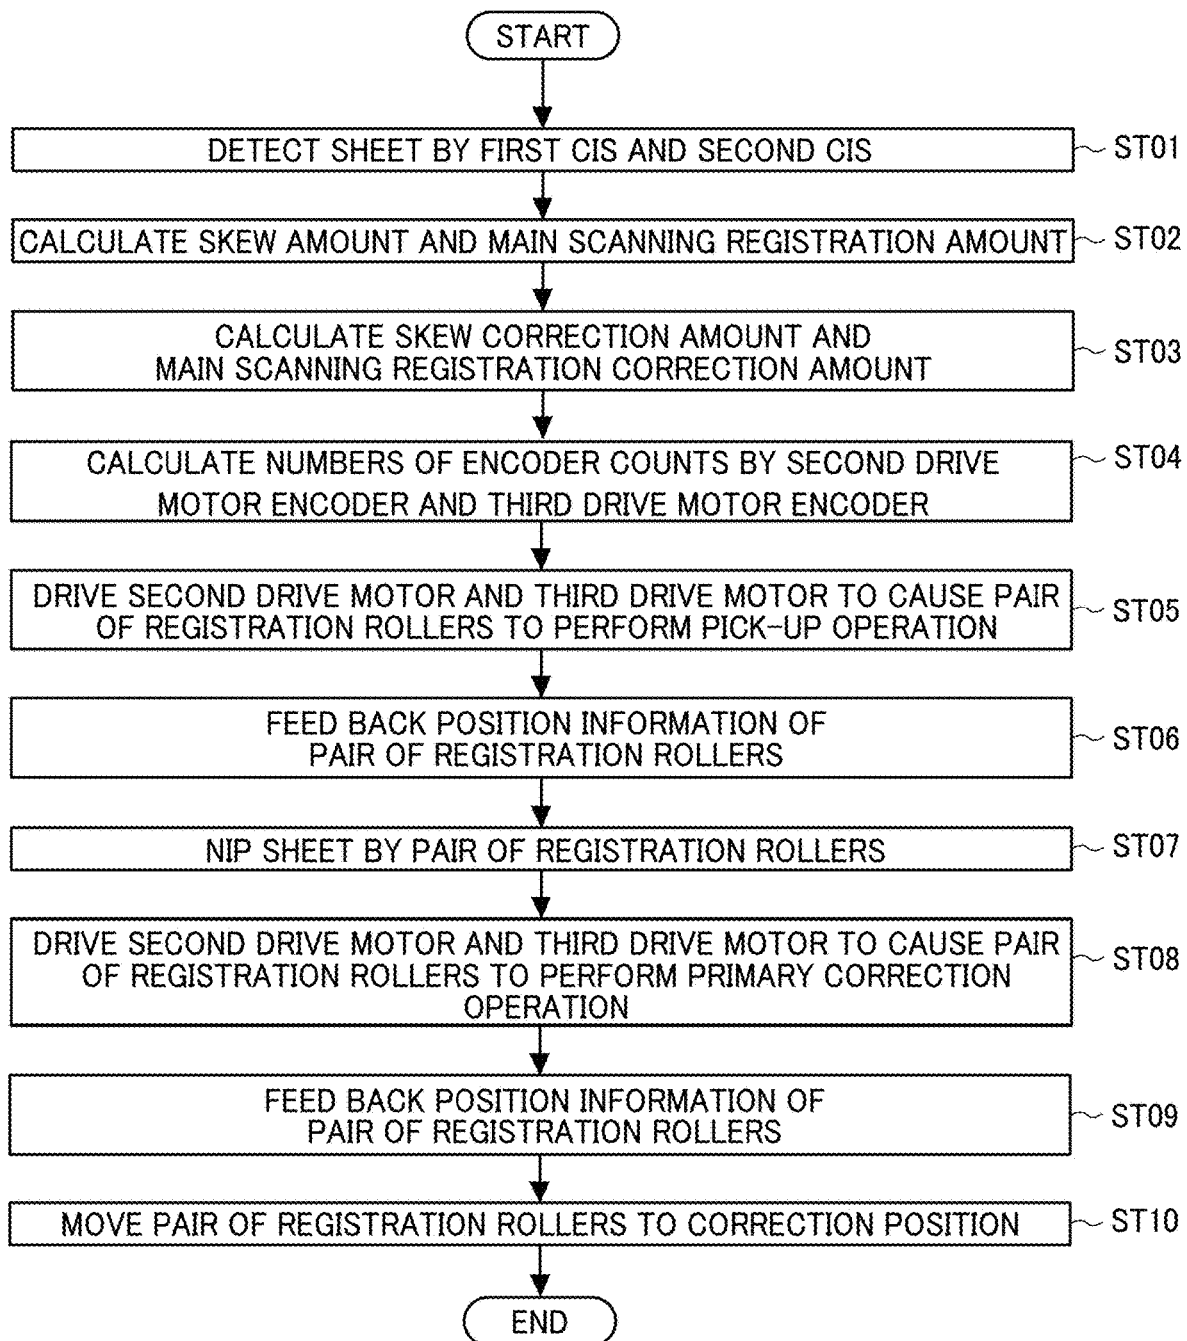 START
DETECT SHEET BY FIRST CIS AND SECOND CIS
ST01
CALCULATE SKEW AMOUNT AND MAIN SCANNING REGISTRATION AMOUNT
ST02
CALCULATE SKEW CORRECTION AMOUNT AND
MAIN SCANNING REGISTRATION CORRECTION AMOUNT
ST03
CALCULATE NUMBERS OF ENCODER COUNTS BY SECOND DRIVE
MOTOR ENCODER AND THIRD DRIVE MOTOR ENCODER
ST04
DRIVE SECOND DRIVE MOTOR AND THIRD DRIVE MOTOR TO CAUSE PAIR
OF REGISTRATION ROLLERS TO PERFORM PICK-UP OPERATION
ST05
FEED BACK POSITION INFORMATION OF
PAIR OF REGISTRATION ROLLERS
ST06
NIP SHEET BY PAIR OF REGISTRATION ROLLERS
ST07
DRIVE SECOND DRIVE MOTOR AND THIRD DRIVE MOTOR TO CAUSE PAIR
OF REGISTRATION ROLLERS TO PERFORM PRIMARY CORRECTION
OPERATION
ST08
FEED BACK POSITION INFORMATION OF
PAIR OF REGISTRATION ROLLERS
ST09
MOVE PAIR OF REGISTRATION ROLLERS TO CORRECTION POSITION
ST10
END